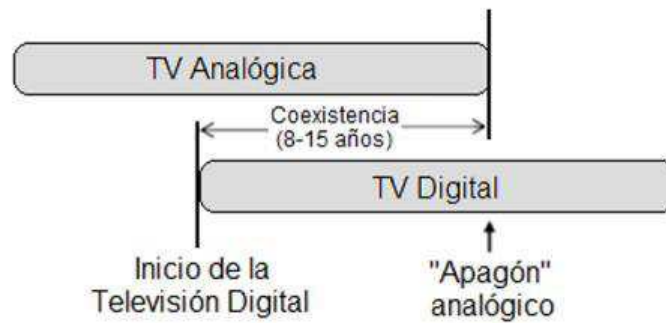 TV Analógica
Coexistencia
(8-15 años)
TV Digital
Inicio de la
Televisión Digital
"Apagón"
analógico